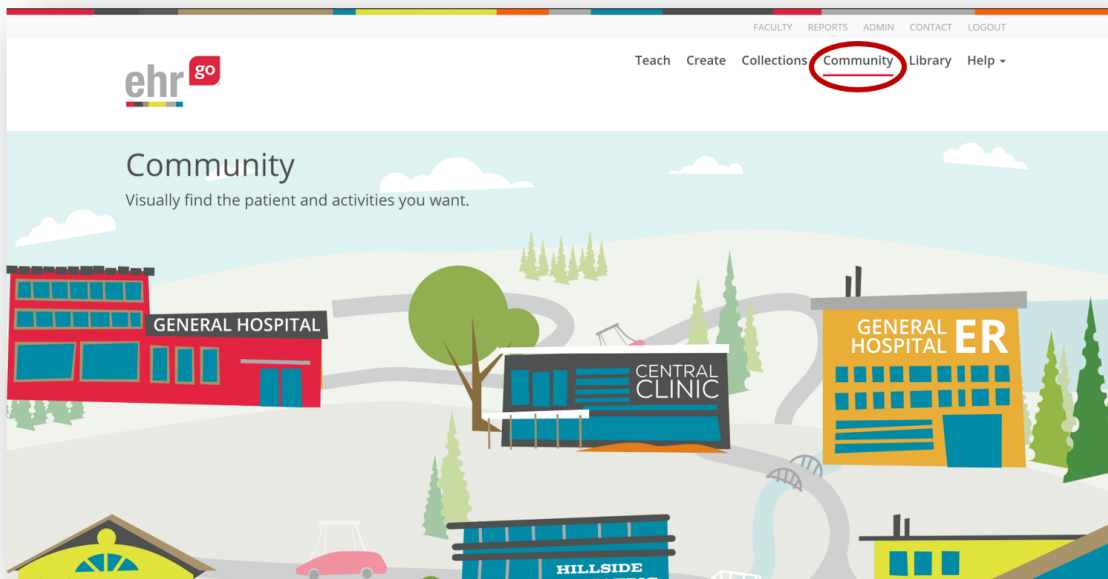 FACULTY REPORTS ADMIN CONTACT LOGOUT
ehr go
Teach Create Collections Community Library Help
Community
Visually find the patient and activities you want.
GENERAL HOSPITAL
CENTRAL
CLINIC
GENERAL
HOSPITAL ER
HILLSIDE